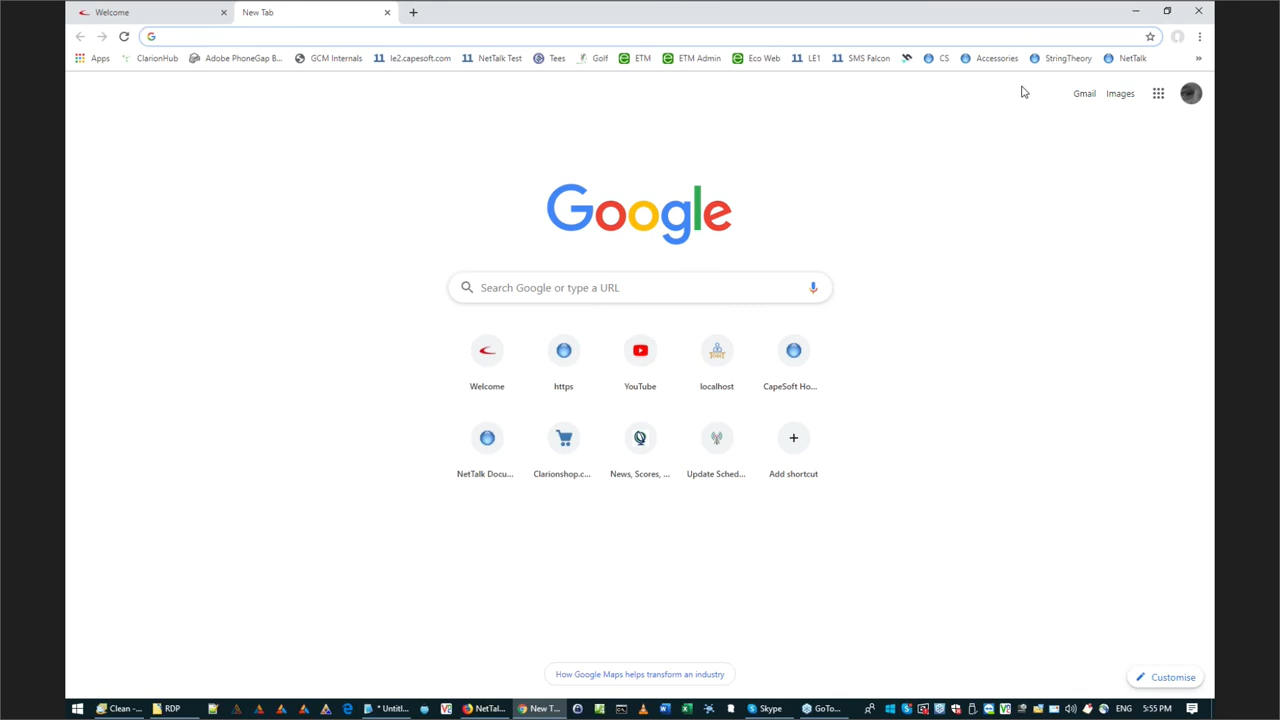 Welcome
New Tab
Apps ClarionHub Adobe PhoneGap B... GCM Internals le2.capesoft.com NetTalk Test Tees Golf ETM ETM Admin Eco Web LE1 SMS Falcon CS Accessories StringTheory NetTalk »
Gmail Images
Google
Search Google or type a URL
Welcome https YouTube localhost CapeSoft Ho...
NetTalk Docu... Clarionshop.c... News, Scores, ... Update Sched... Add shortcut
How Google Maps helps transform an industry
Customise
Clean -... RDP * Untitl... NetTal... New T... Skype GoTo... ENG 5:55 PM